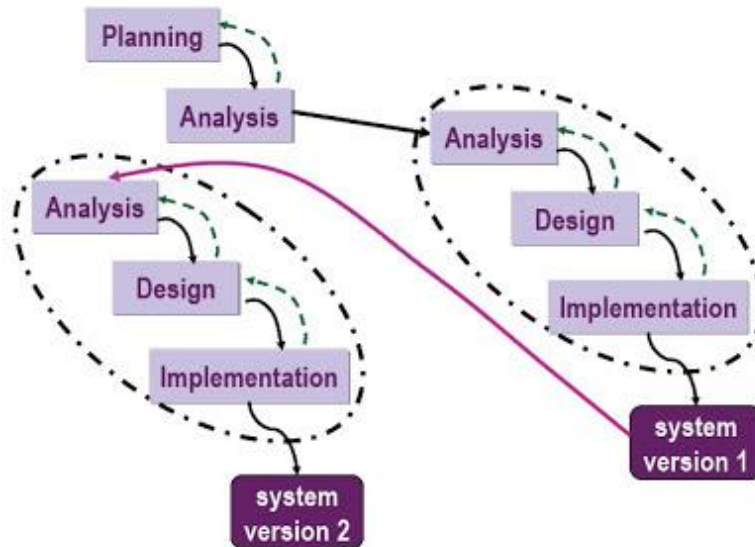 Planning
Analysis
Analysis
Design
Implementation
system
version 1
Analysis
Design
Implementation
system
version 2